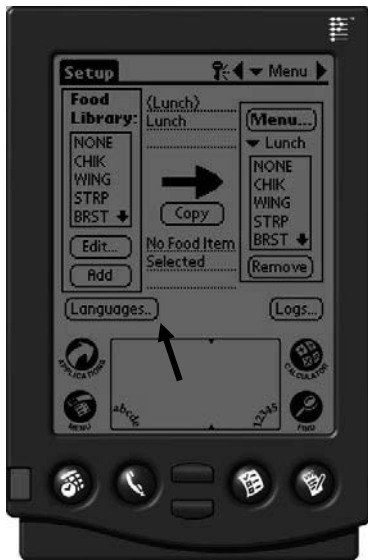 Setup
Menu
Food
Library:
NONE
CHIK
WING
STRP
BRST
Edit...
Add
(Lunch)
Lunch
Copy
No Food Item
Selected
Menu...
Lunch
NONE
CHIK
WING
STRP
BRST
Remove
Languages..
Logs...
APPLICATIONS
MENU
abcde
12345
CALCULATOR
FIND